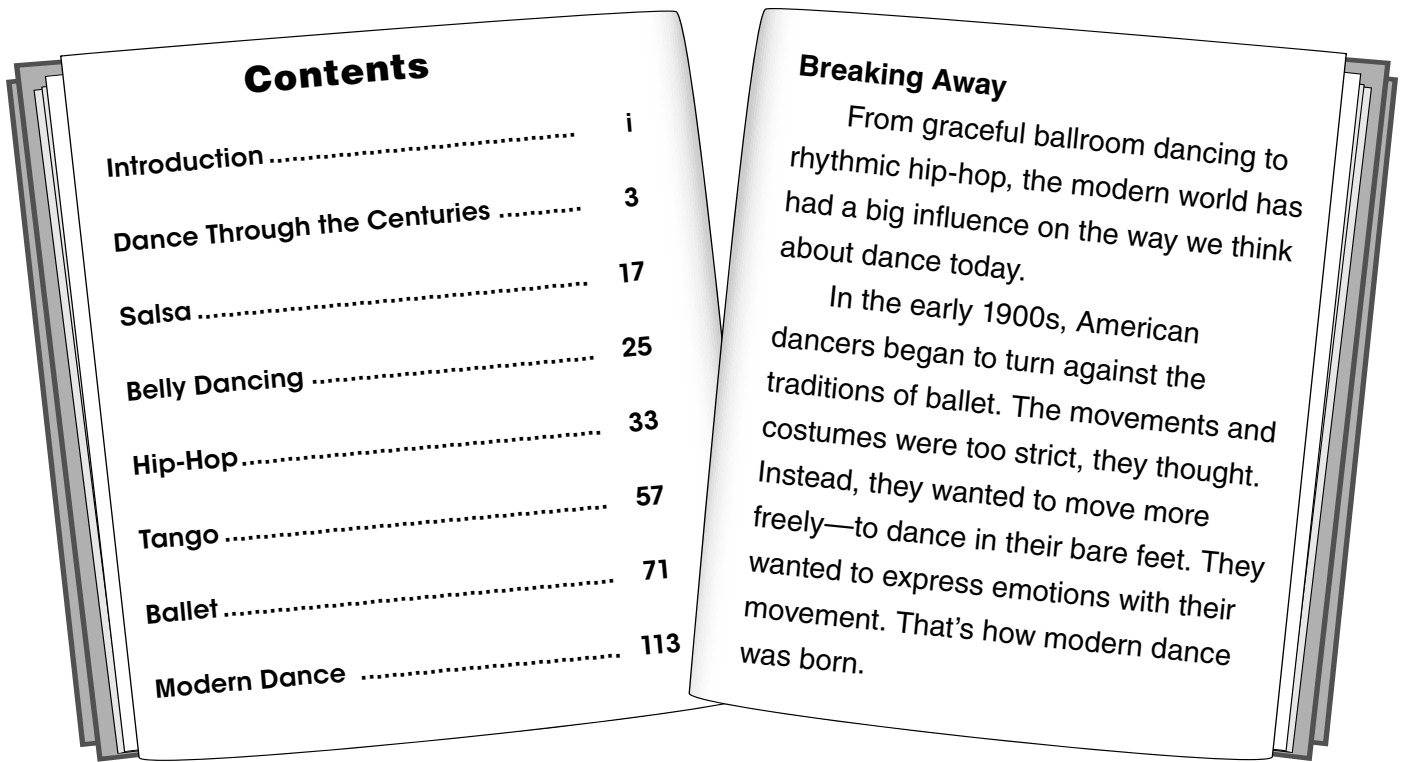 Contents
Introduction .......................................... i
Dance Through the Centuries ........... 3
Salsa .................................................... 17
Belly Dancing ...................................... 25
Hip-Hop ............................................... 33
Tango .................................................. 57
Ballet ................................................... 71
Modern Dance ................................... 113
Breaking Away
From graceful ballroom dancing to
rhythmic hip-hop, the modern world has
had a big influence on the way we think
about dance today.
In the early 1900s, American
dancers began to turn against the
traditions of ballet. The movements and
costumes were too strict, they thought.
Instead, they wanted to move more
freely—to dance in their bare feet. They
wanted to express emotions with their
movement. That’s how modern dance
was born.